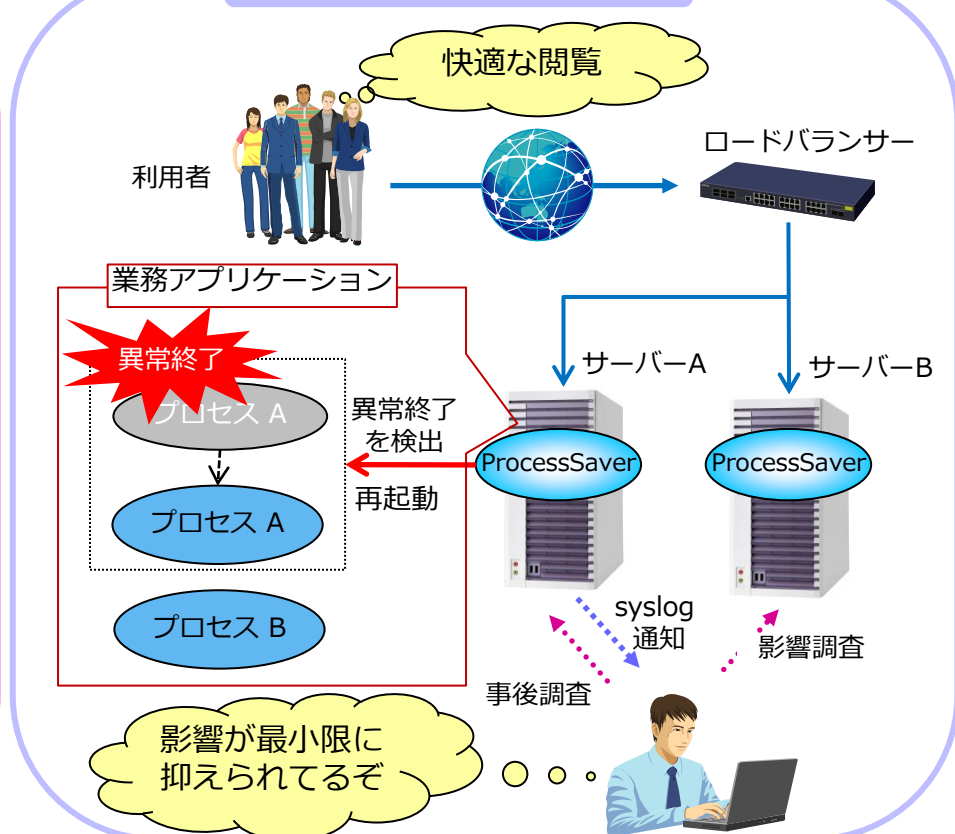 快適な閲覧
ロードバランサー
利用者
業務アプリケーション
異常終了
サーバーA
サーバーB
プロセス A
異常終了
を検出
ProcessSaver
ProcessSaver
再起動
プロセス A
プロセス B
syslog
通知
影響調査
事後調査
影響が最小限に
抑えられてるぞ